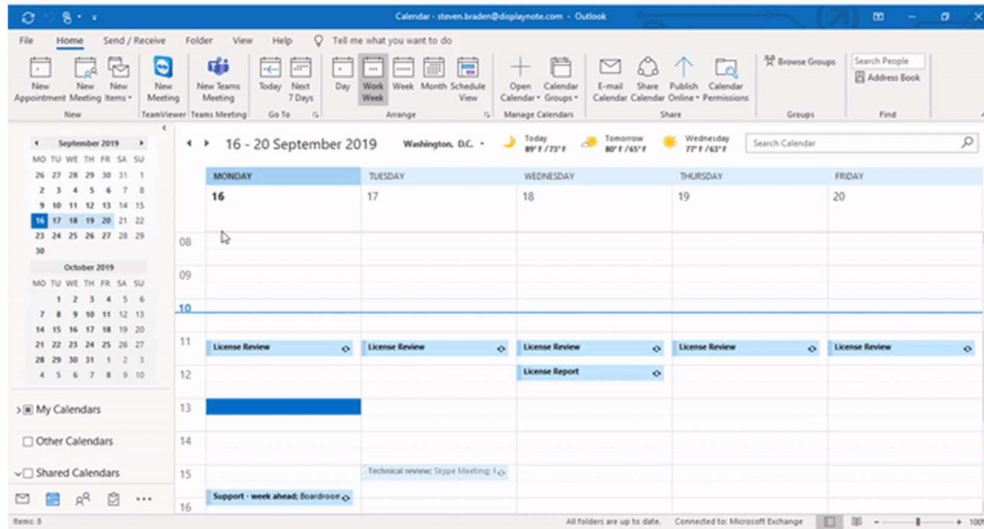 Calendar - steven.braden@displaynote.com - Outlook
File Home Send / Receive Folder View Help Tell me what you want to do
New Appointment
New Meeting
New Items
New Meeting
New Teams Meeting
Today
Next 7 Days
Day
Work Week
Week
Month
Schedule View
Open Calendar
Calendar Groups
E-mail Calendar
Share Calendar
Publish Online
Calendar Permissions
Browse Groups
Search People
Address Book
New TeamViewer Teams Meeting Go To Arrange Manage Calendars Share Groups Find
September 2019
MO TU WE TH FR SA SU
26 27 28 29 30 31 1
2 3 4 5 6 7 8
9 10 11 12 13 14 15
16 17 18 19 20 21 22
23 24 25 26 27 28 29
30
October 2019
MO TU WE TH FR SA SU
1 2 3 4 5 6
7 8 9 10 11 12 13
14 15 16 17 18 19 20
21 22 23 24 25 26 27
28 29 30 31 1 2 3
4 5 6 7 8 9 10
My Calendars
Other Calendars
Shared Calendars
16 - 20 September 2019 Washington, D.C.
Today 89° F / 73° F
Tomorrow 80° F / 65° F
Wednesday 77° F / 63° F
Search Calendar
MONDAY TUESDAY WEDNESDAY THURSDAY FRIDAY
16 17 18 19 20
08
09
10
11 License Review License Review License Review License Review License Review
12 License Report
13
14
15 Technical review; Skype Meeting;
16 Support - week ahead; Boardroom
Items: 8 All folders are up to date. Connected to: Microsoft Exchange 100%